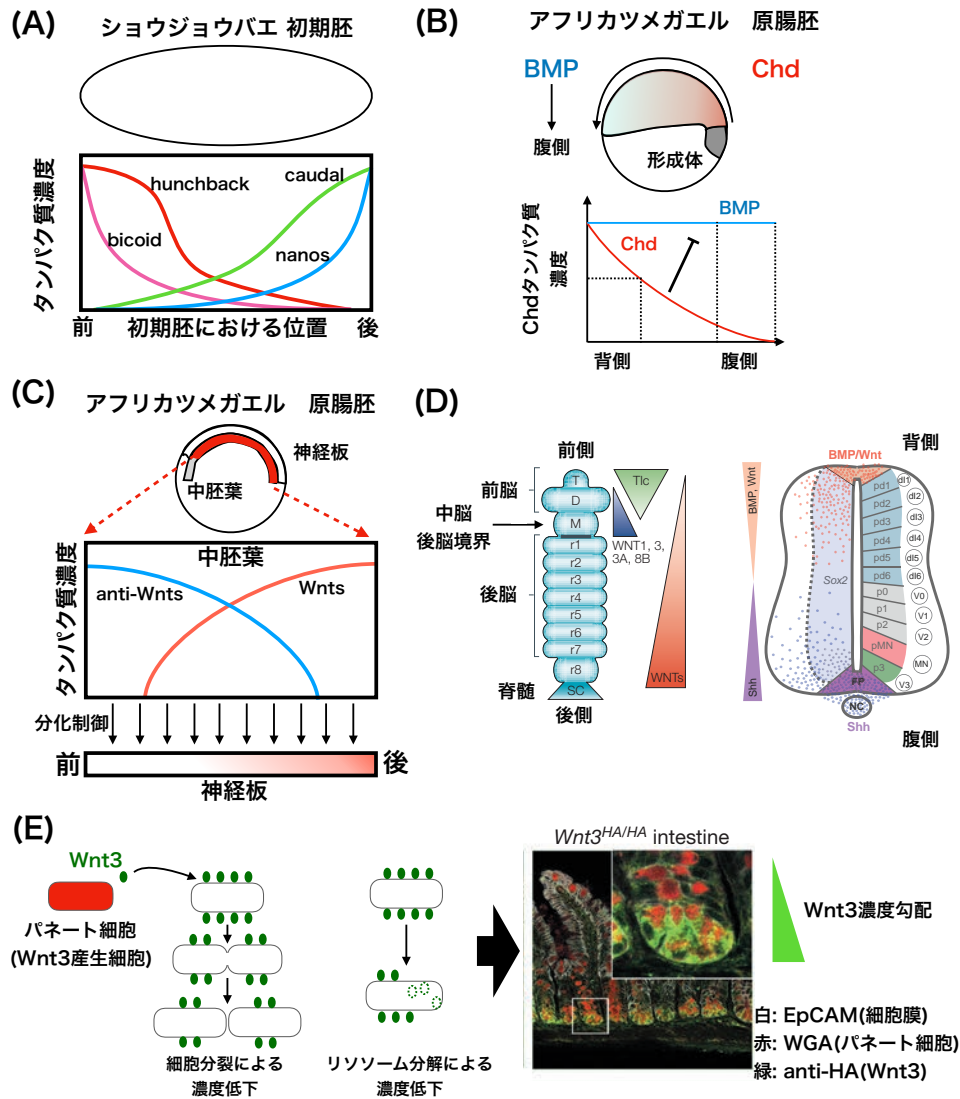 (A)
ショウジョウバエ 初期胚
タンパク質濃度
hunchback
caudal
bicoid
nanos
前
初期胚における位置
後
(B)
アフリカツメガエル 原腸胚
BMP
Chd
腹側
形成体
Chdタンパク質
濃度
BMP
Chd
背側
腹側
(C)
アフリカツメガエル 原腸胚
神経板
中胚葉
タンパク質濃度
中胚葉
anti-Wnts
Wnts
分化制御
前
後
神経板
(D)
前側
前脳
中脳
後脳境界
後脳
脊髄
後側
T
D
M
r1
r2
r3
r4
r5
r6
r7
r8
SC
Tlc
WNT1, 3,
3A, 8B
WNTs
背側
BMP/Wnt
BMP, Wnt
Shh
Sox2
pd1
pd2
pd3
pd4
pd5
pd6
p0
p1
p2
pMN
p3
FP
NC
Shh
dI1
dI2
dI3
dI4
dI5
dI6
V0
V1
V2
MN
V3
腹側
(E)
Wnt3
パネート細胞
(Wnt3産生細胞)
細胞分裂による
濃度低下
リソソーム分解による
濃度低下
Wnt3HA/HA intestine
Wnt3濃度勾配
白: EpCAM(細胞膜)
赤: WGA(パネート細胞)
緑: anti-HA(Wnt3)